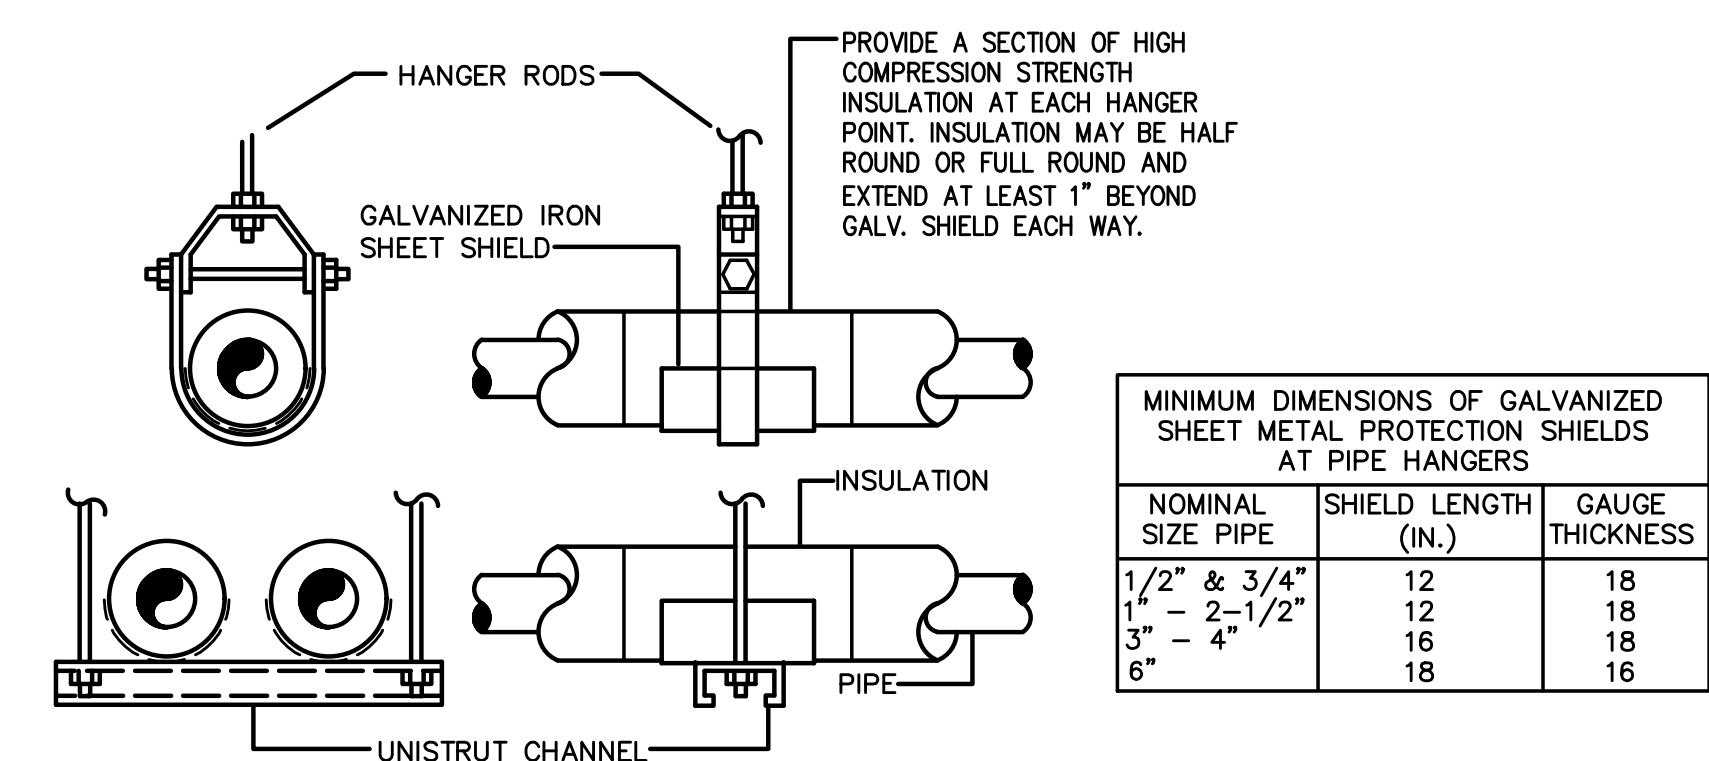 HANGER RODS
PROVIDE A SECTION OF HIGH
COMPRESSION STRENGTH
INSULATION AT EACH HANGER
POINT. INSULATION MAY BE HALF
ROUND OR FULL ROUND AND
EXTEND AT LEAST 1" BEYOND
GALV. SHIELD EACH WAY.
GALVANIZED IRON
SHEET SHIELD
INSULATION
PIPE
UNISTRUT CHANNEL
MINIMUM DIMENSIONS OF GALVANIZED
SHEET METAL PROTECTION SHIELDS
AT PIPE HANGERS
NOMINAL SIZE PIPE SHIELD LENGTH (IN.) GAUGE THICKNESS
1/2" & 3/4" 12 18
1" - 2-1/2" 12 18
3" - 4" 16 18
6" 18 16